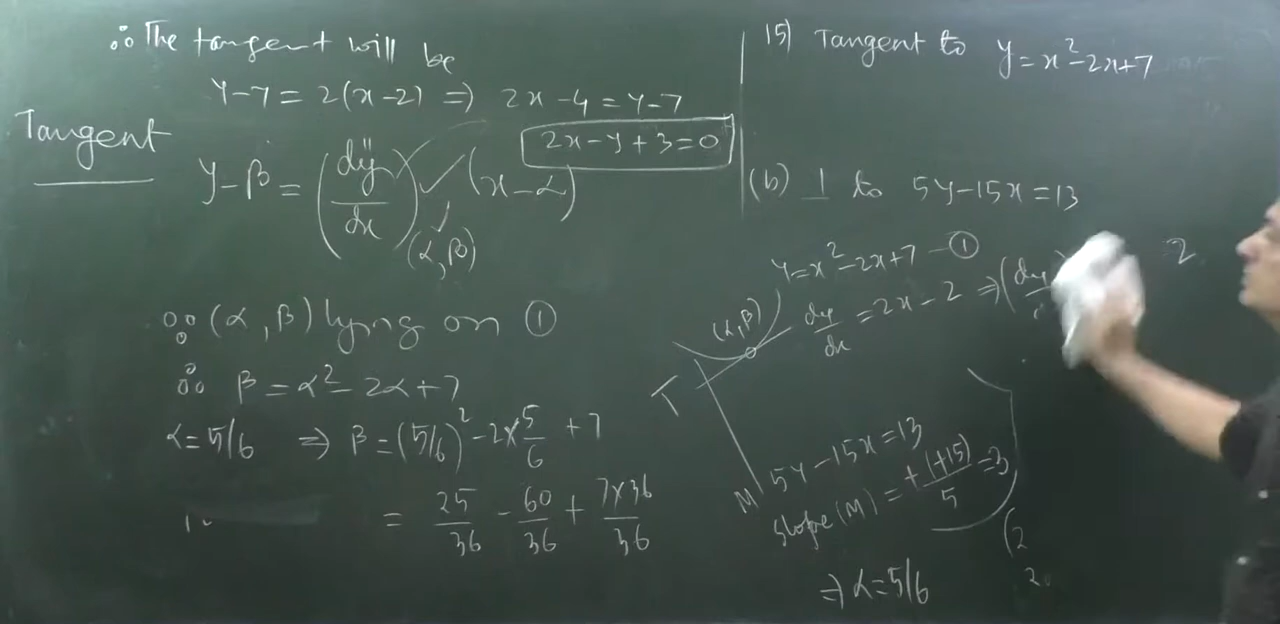 ∴ The tangent will be
y-7 = 2(x-2) ⇒ 2x-4 = y-7
2x-y+3=0
Tangent
y-β = (dy/dx)(α,β) (x-α)
∵ (α,β) lying on ①
∴ β = α²-2α+7
α=5/6 ⇒ β = (5/6)²-2×5/6+7
= 25/36 - 60/36 + 7×36/36
15) Tangent to y=x²-2x+7
(b) ⊥ to 5y-15x=13
y=x²-2x+7 - ①
dy/dx = 2x-2 ⇒ (dy
2
(α,β)
T
M 5y-15x=13
slope(M) = +(+15)/5 = 3
(2
2
⇒ α=5/6